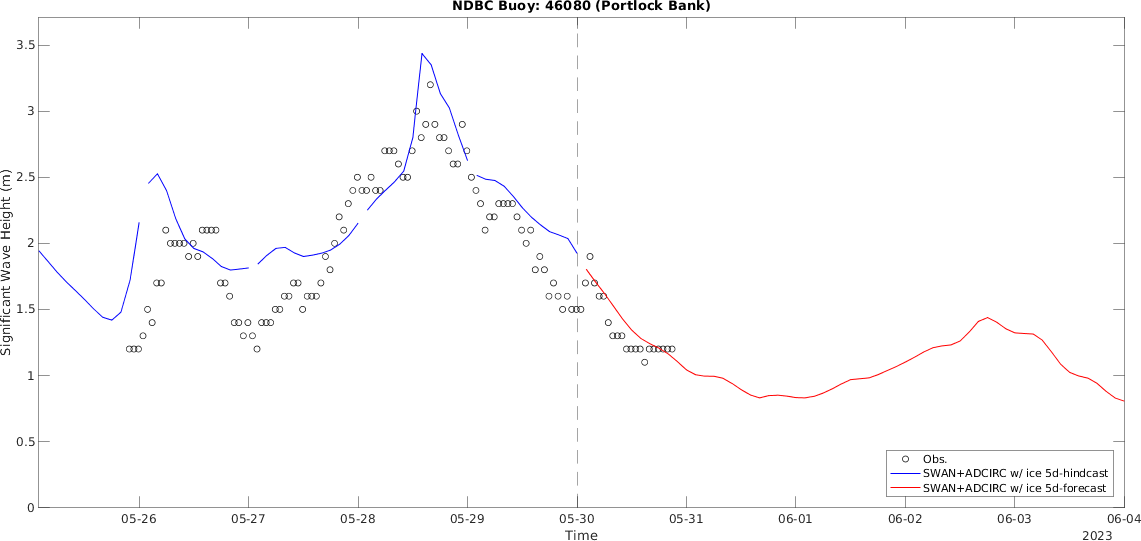 NDBC Buoy: 46080 (Portlock Bank)
Significant Wave Height (m)
3.5
3
2.5
2
1.5
1
0.5
0
05-26 05-27 05-28 05-29 05-30 05-31 06-01 06-02 06-03 06-04
Time
2023
Obs.
SWAN+ADCIRC w/ ice 5d-hindcast
SWAN+ADCIRC w/ ice 5d-forecast